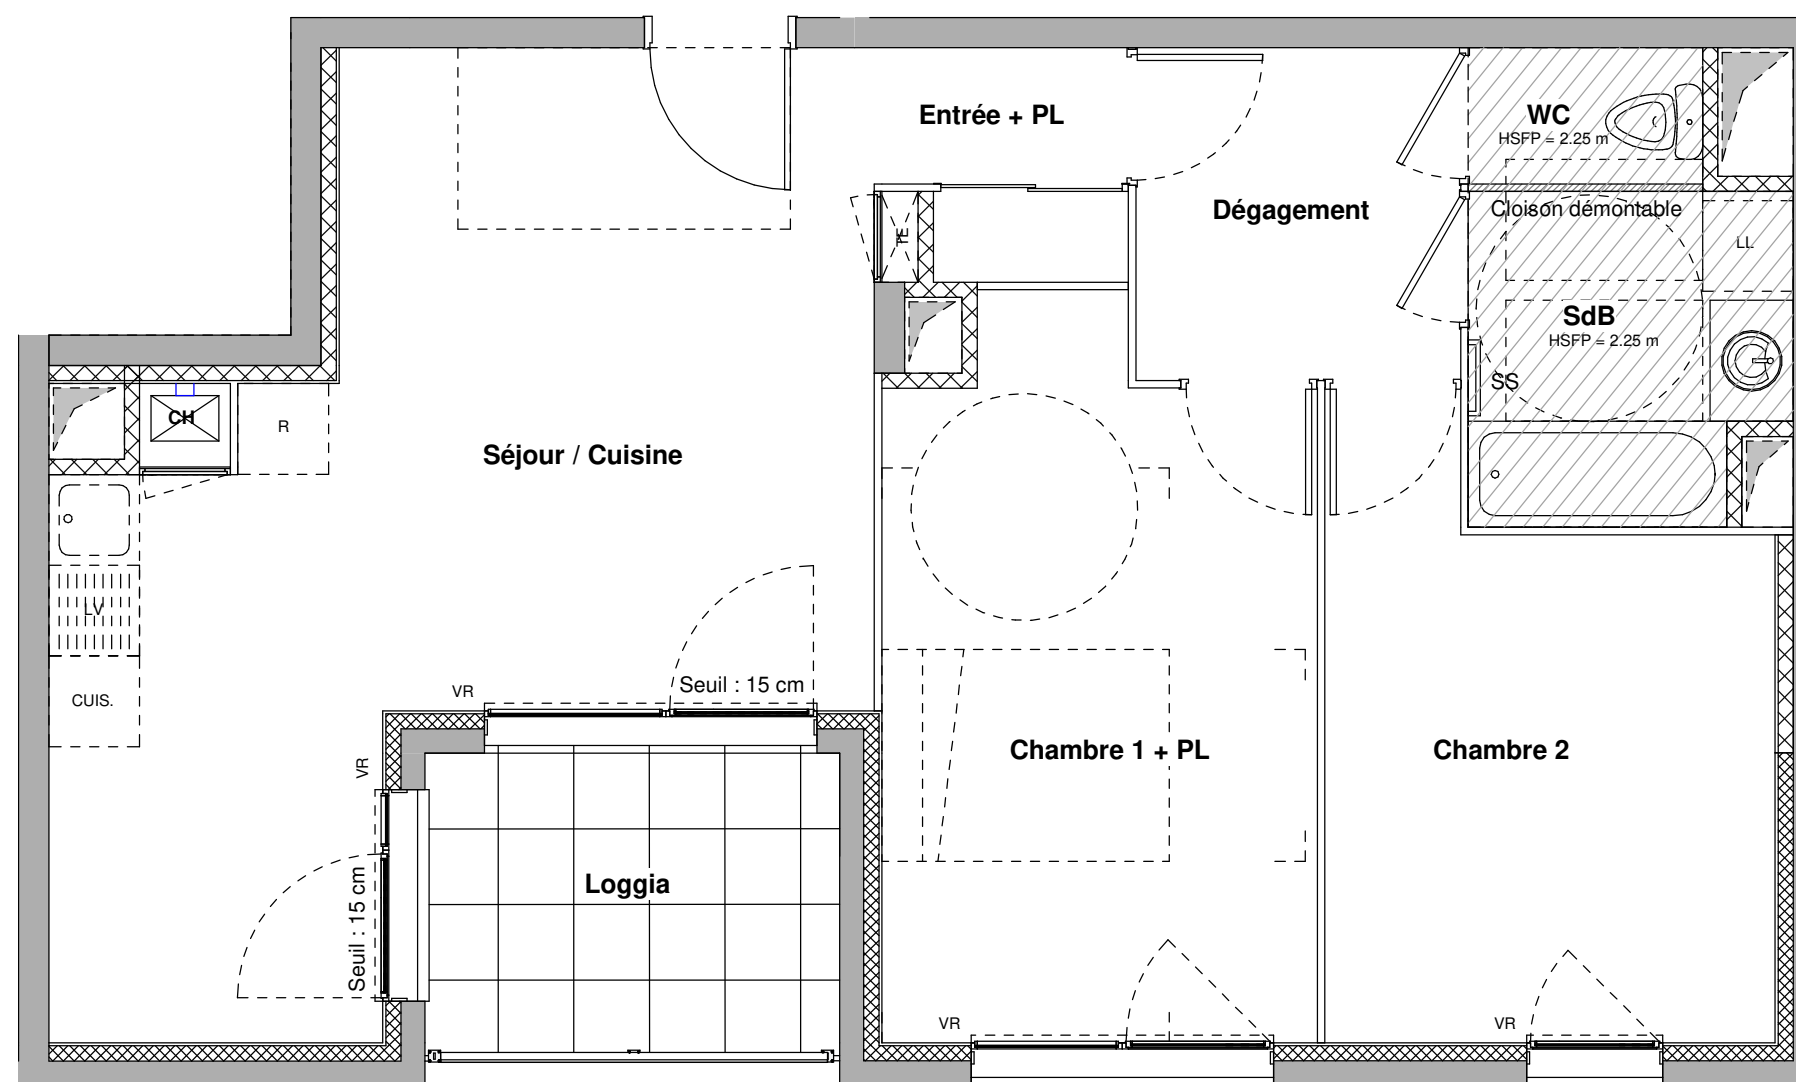 Entrée + PL
WC
HSFP = 2.25 m
Dégagement
Cloison démontable
TE
LL
SdB
HSFP = 2.25 m
SS
CH
R
Séjour / Cuisine
LV
CUIS.
VR
Seuil : 15 cm
VR
Chambre 1 + PL
Chambre 2
Seuil : 15 cm
Loggia
VR
VR